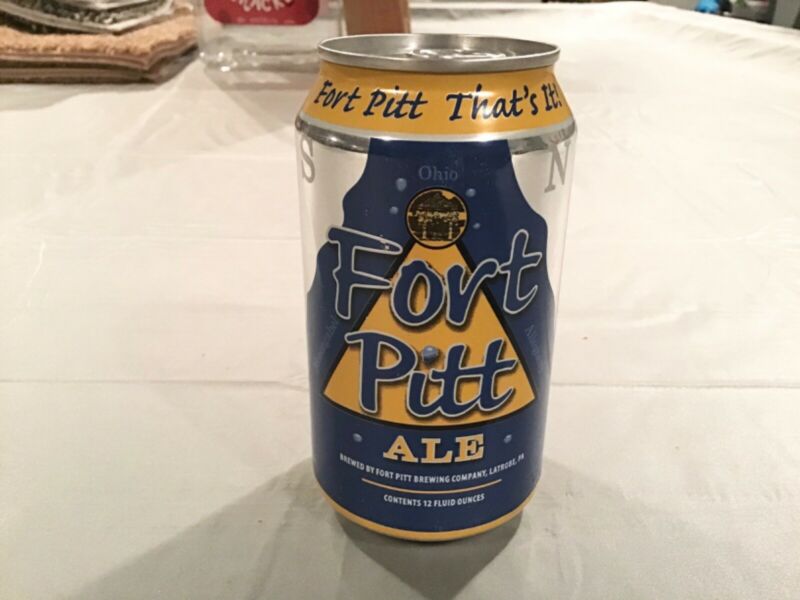 Fort Pitt That's It!
S
N
Ohio
Fort
Pitt
ALE
BREWED BY FORT PITT BREWING COMPANY, LATROBE, PA
CONTENTS 12 FLUID OUNCES